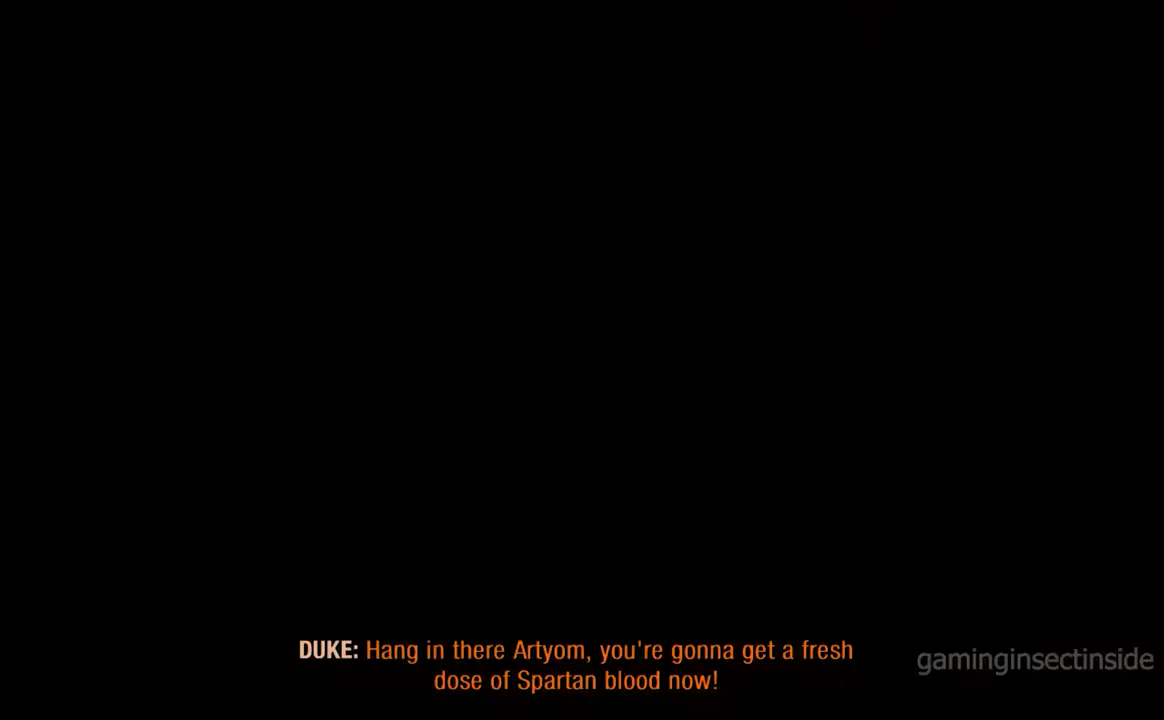 DUKE: Hang in there Artyom, you're gonna get a fresh
dose of Spartan blood now!
gaminginsectinside